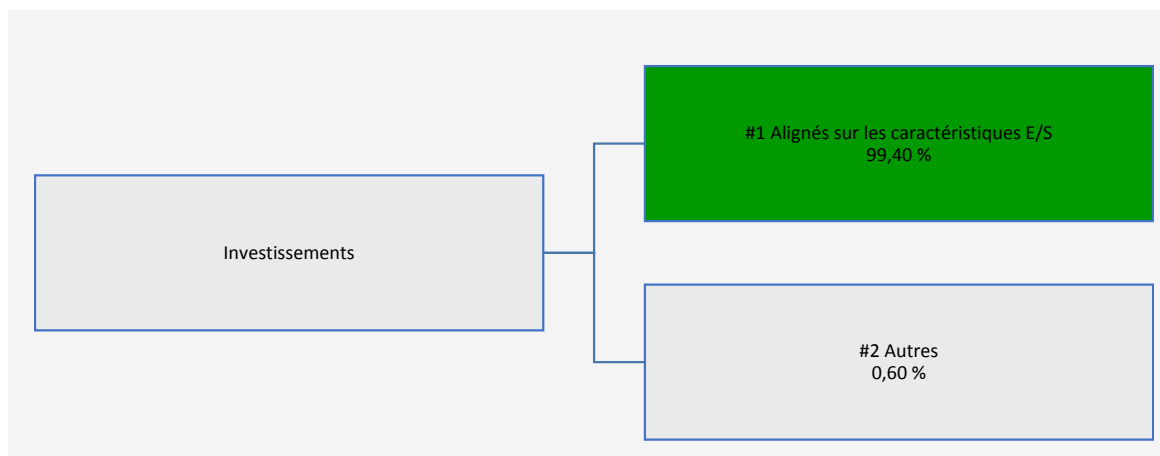 #1 Alignés sur les caractéristiques E/S
99,40 %
Investissements
#2 Autres
0,60 %